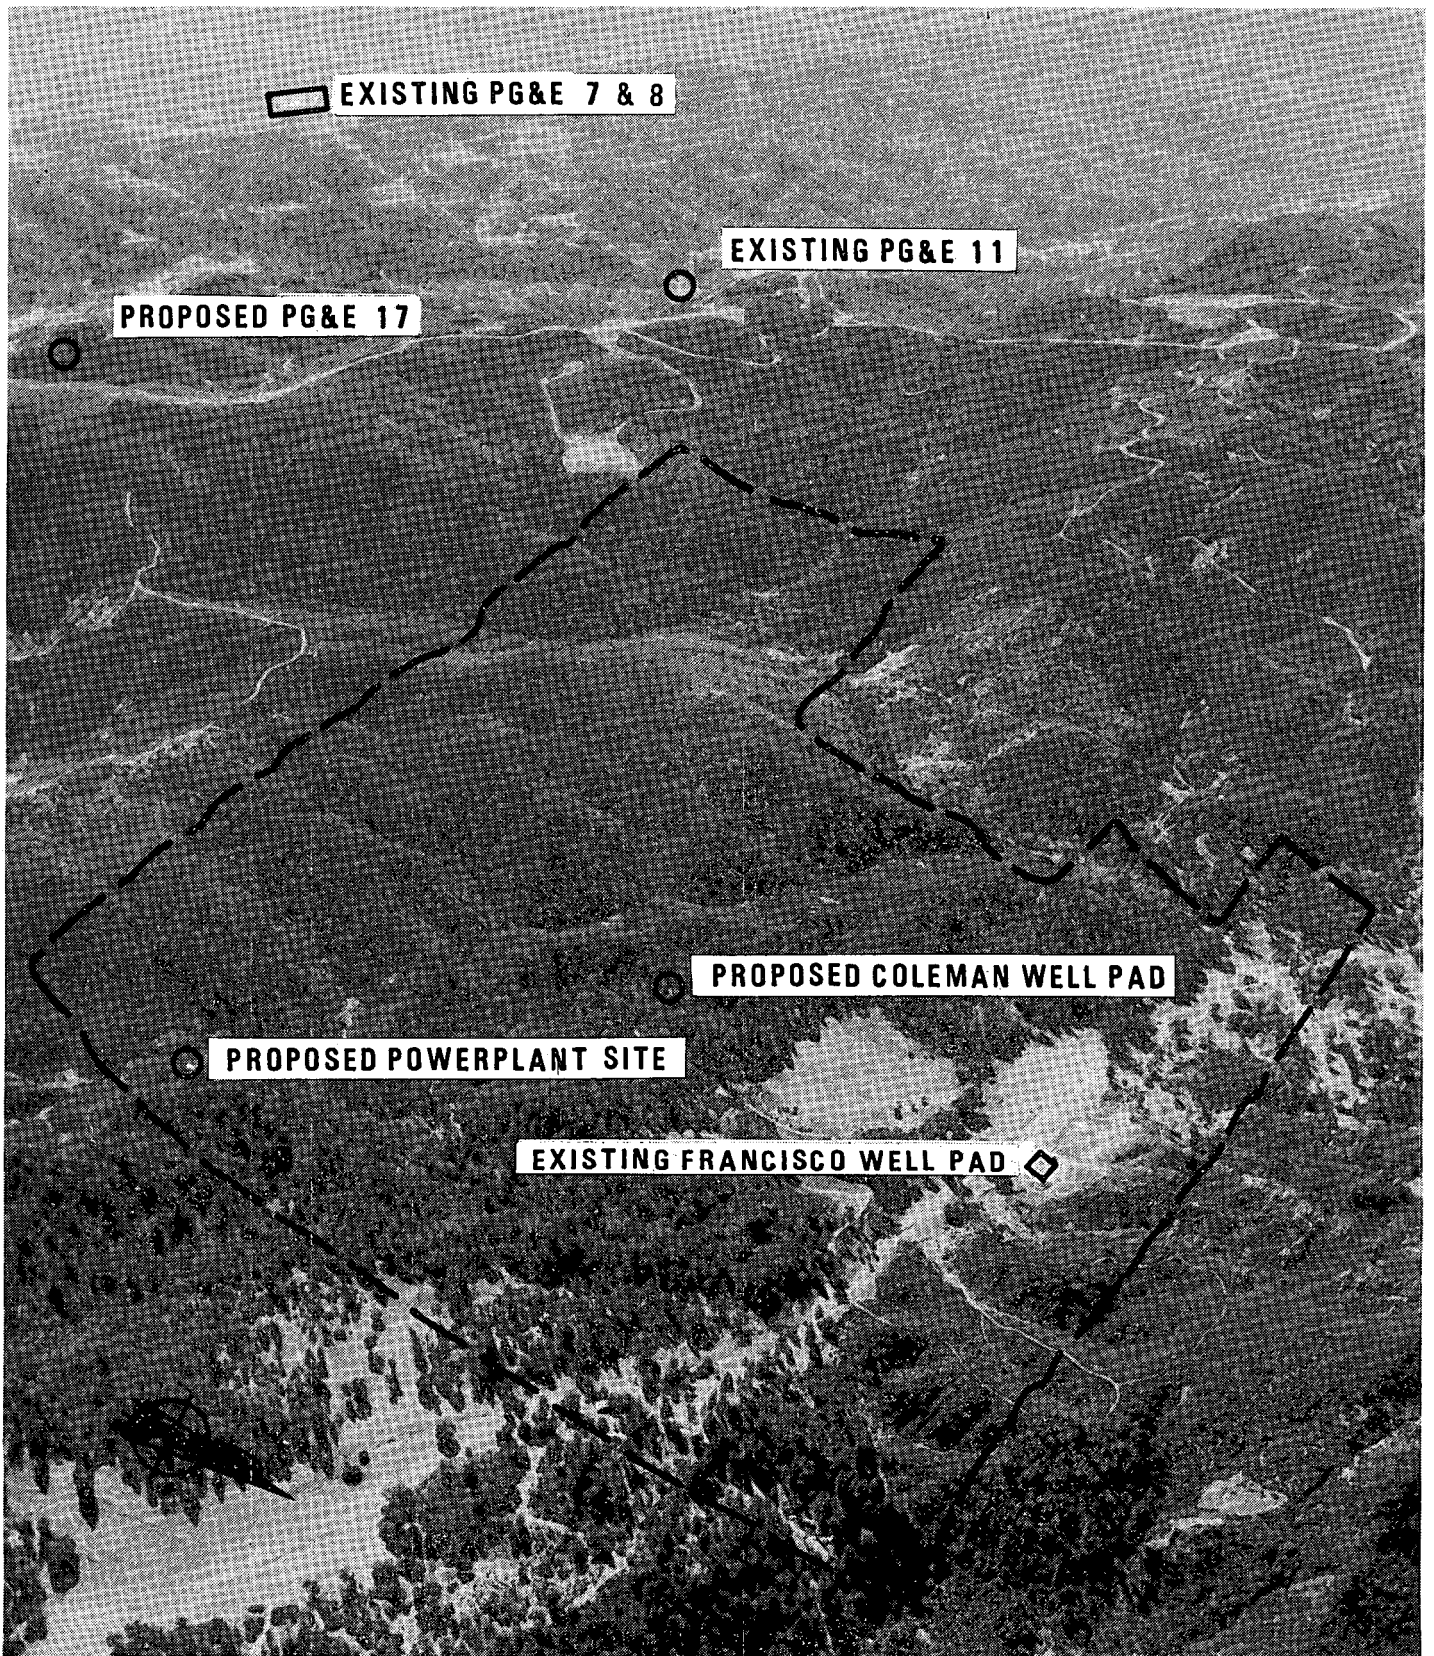 EXISTING PG&E 7 & 8
EXISTING PG&E 11
PROPOSED PG&E 17
PROPOSED COLEMAN WELL PAD
PROPOSED POWERPLANT SITE
EXISTING FRANCISCO WELL PAD